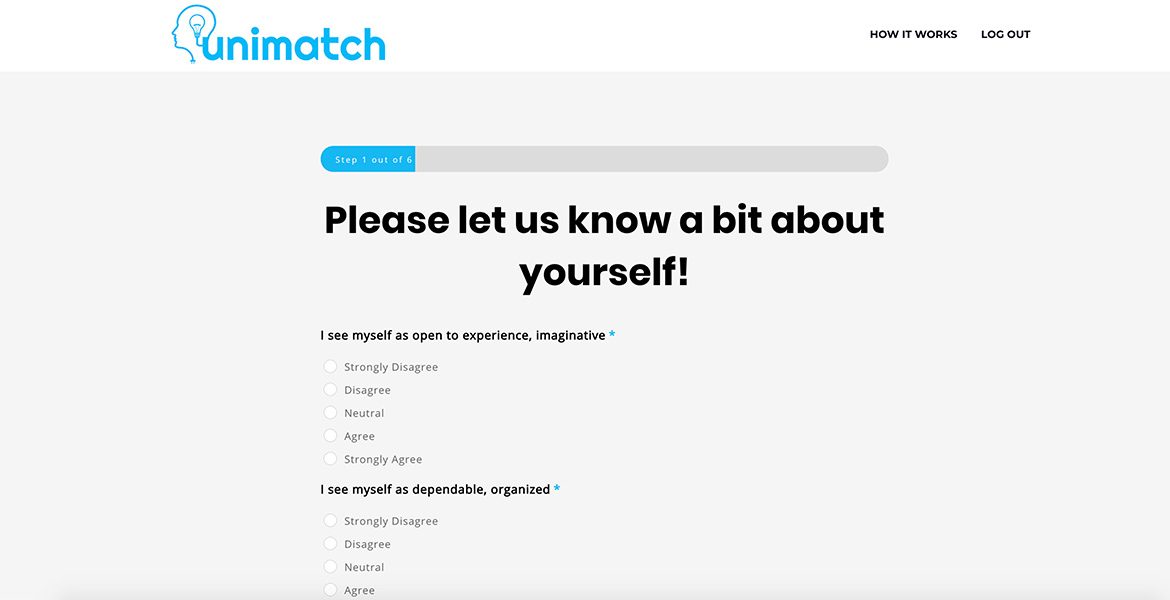 unimatch
HOW IT WORKS LOG OUT
Step 1 out of 6
Please let us know a bit about
yourself!
I see myself as open to experience, imaginative *
Strongly Disagree
Disagree
Neutral
Agree
Strongly Agree
I see myself as dependable, organized *
Strongly Disagree
Disagree
Neutral
Agree